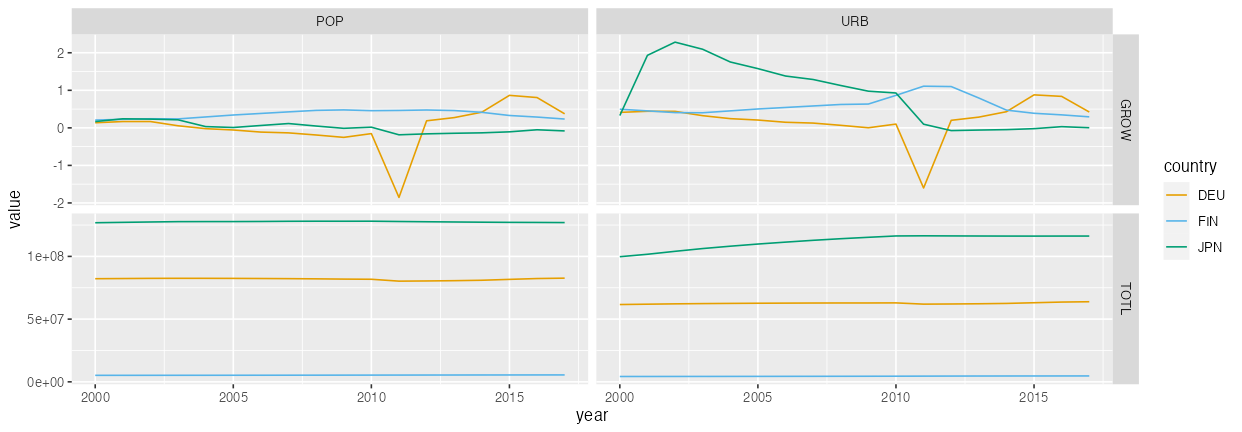 POP
URB
2
1
0
-1
-2
GROW
1e+08
5e+07
0e+00
TOTL
value
2000
2005
2010
2015
2000
2005
2010
2015
year
country
DEU
FIN
JPN